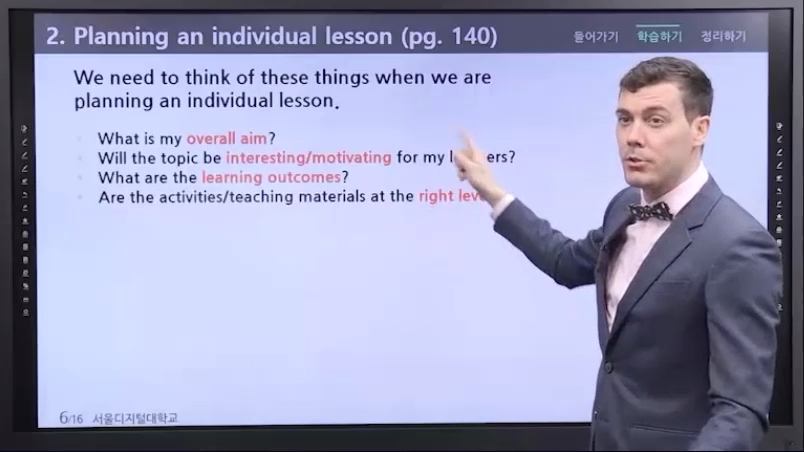 2. Planning an individual lesson (pg. 140)
들어가기 학습하기 정리하기
We need to think of these things when we are
planning an individual lesson.
What is my overall aim?
Will the topic be interesting/motivating for my ers?
What are the learning outcomes?
Are the activities/teaching materials at the right
6/16 서울디지털대학교